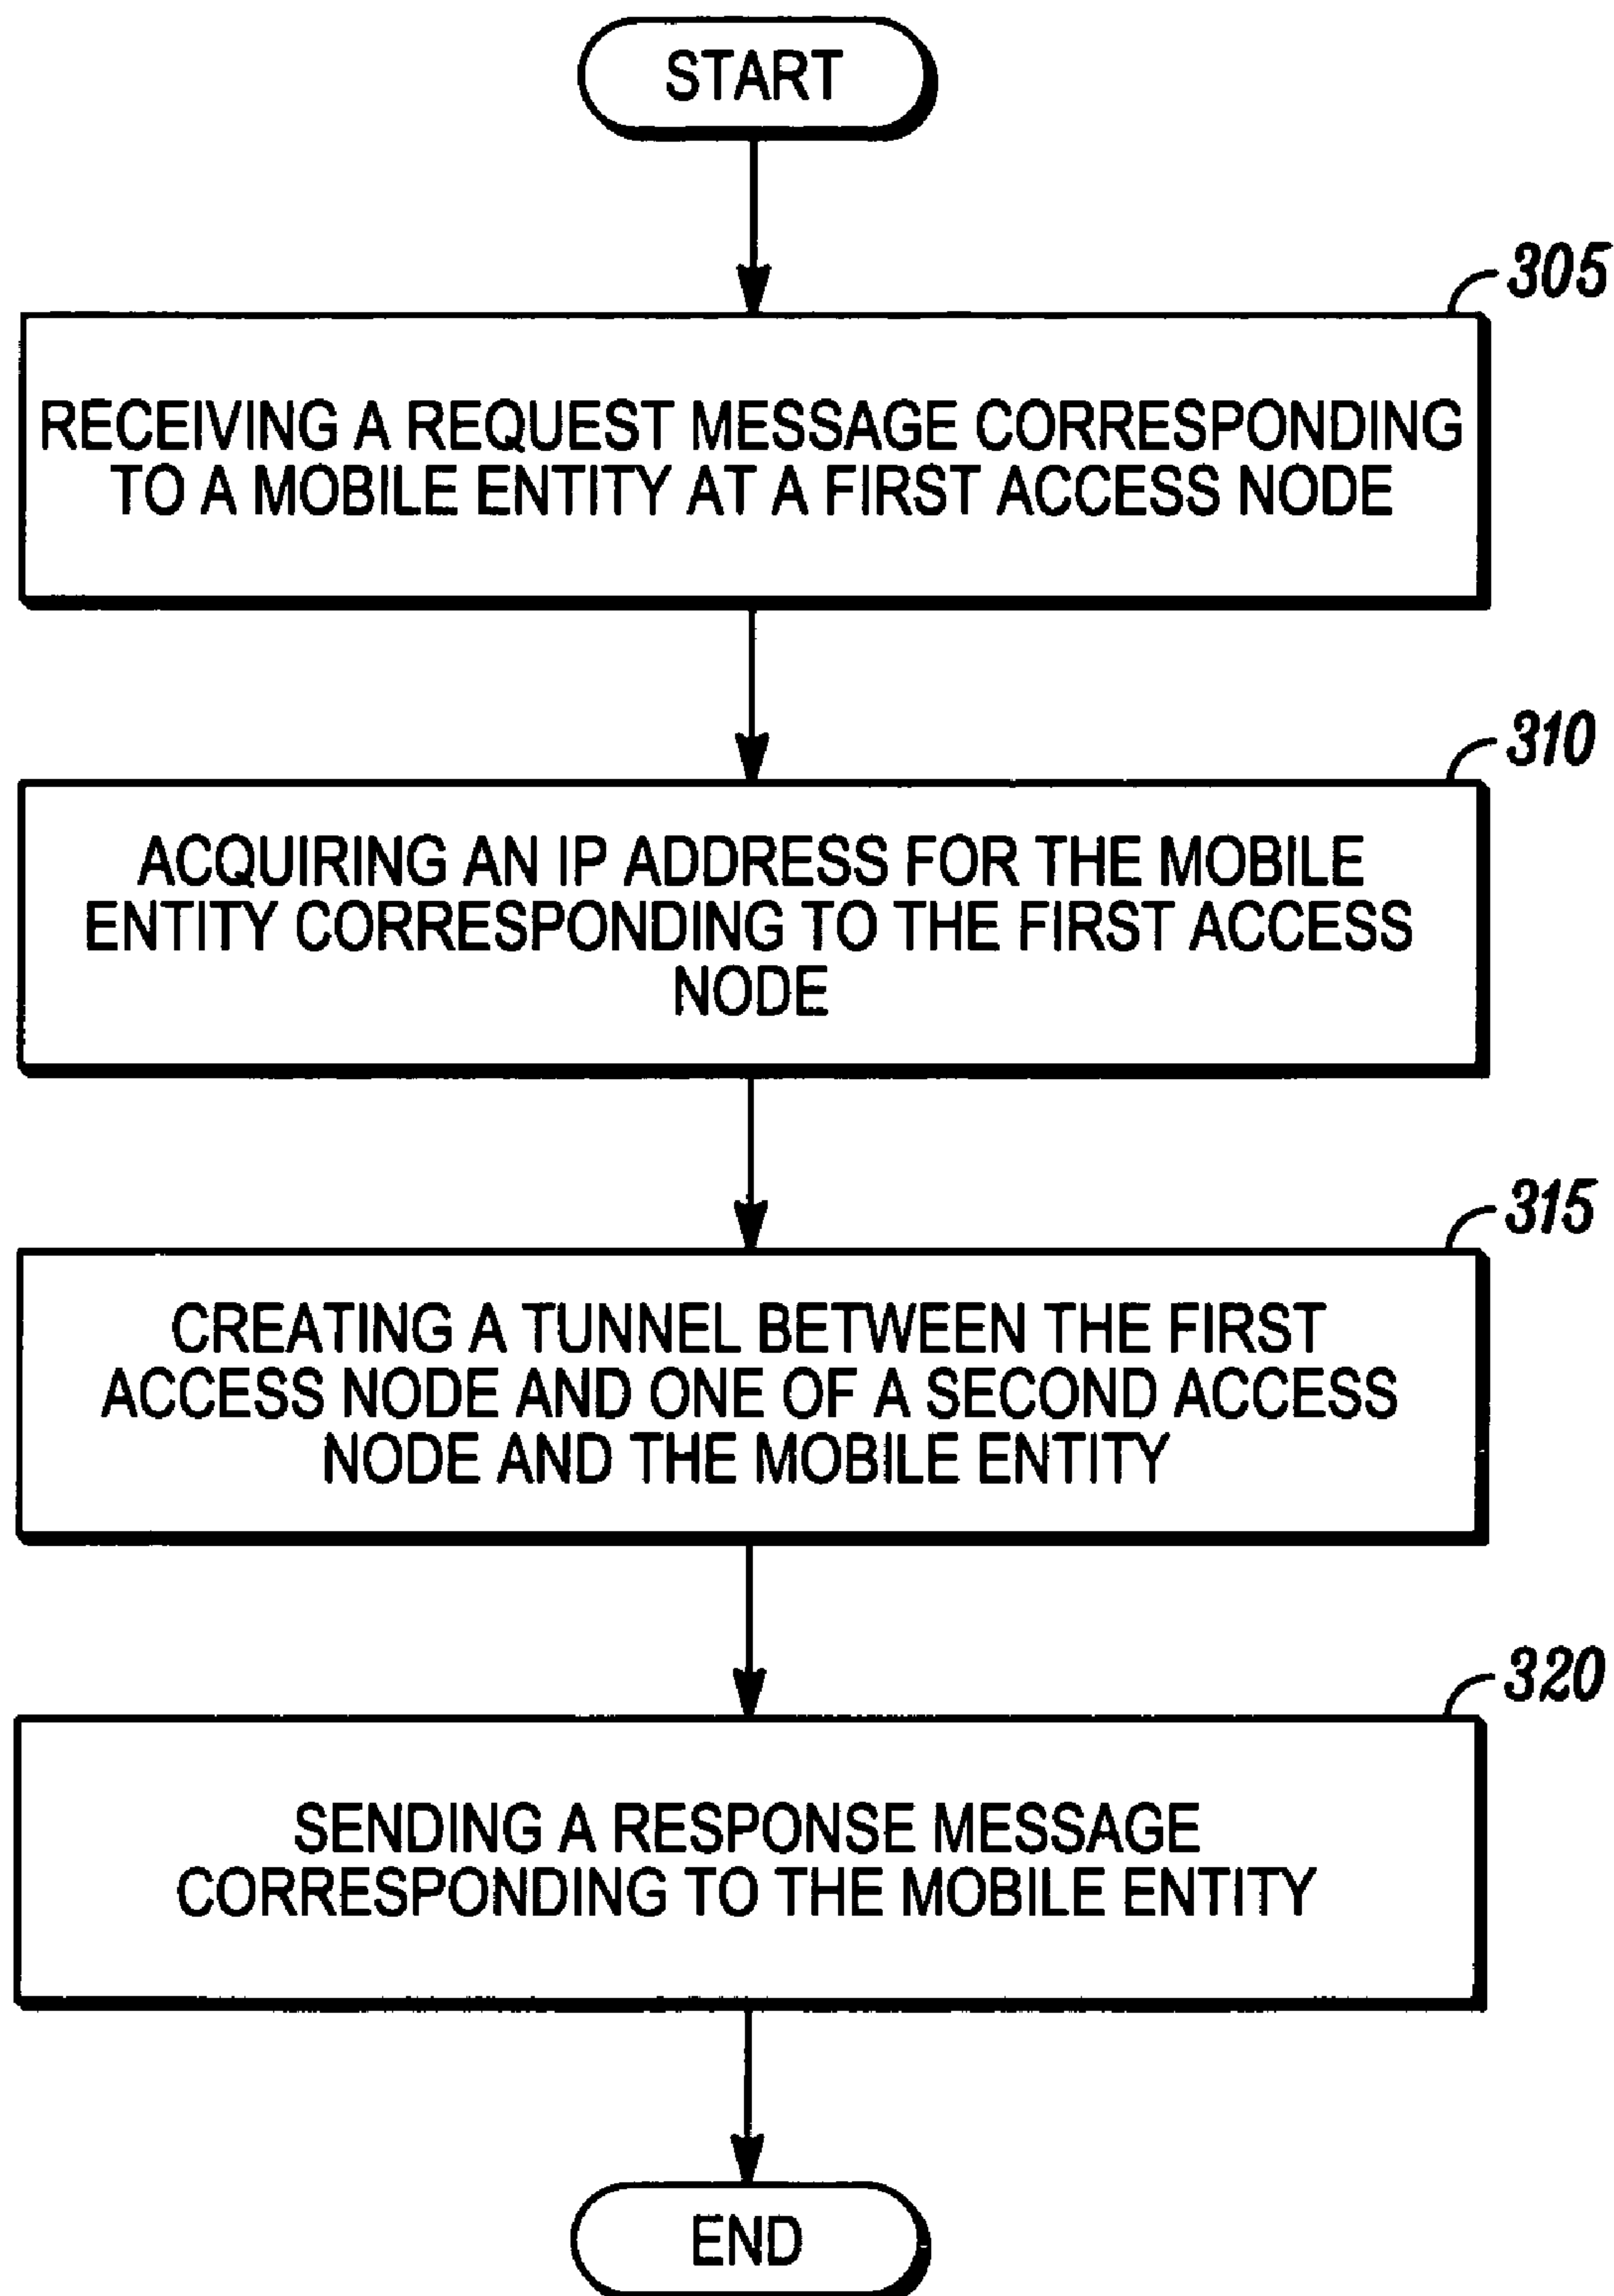 START
305
RECEIVING A REQUEST MESSAGE CORRESPONDING
TO A MOBILE ENTITY AT A FIRST ACCESS NODE
310
ACQUIRING AN IP ADDRESS FOR THE MOBILE
ENTITY CORRESPONDING TO THE FIRST ACCESS
NODE
315
CREATING A TUNNEL BETWEEN THE FIRST
ACCESS NODE AND ONE OF A SECOND ACCESS
NODE AND THE MOBILE ENTITY
320
SENDING A RESPONSE MESSAGE
CORRESPONDING TO THE MOBILE ENTITY
END